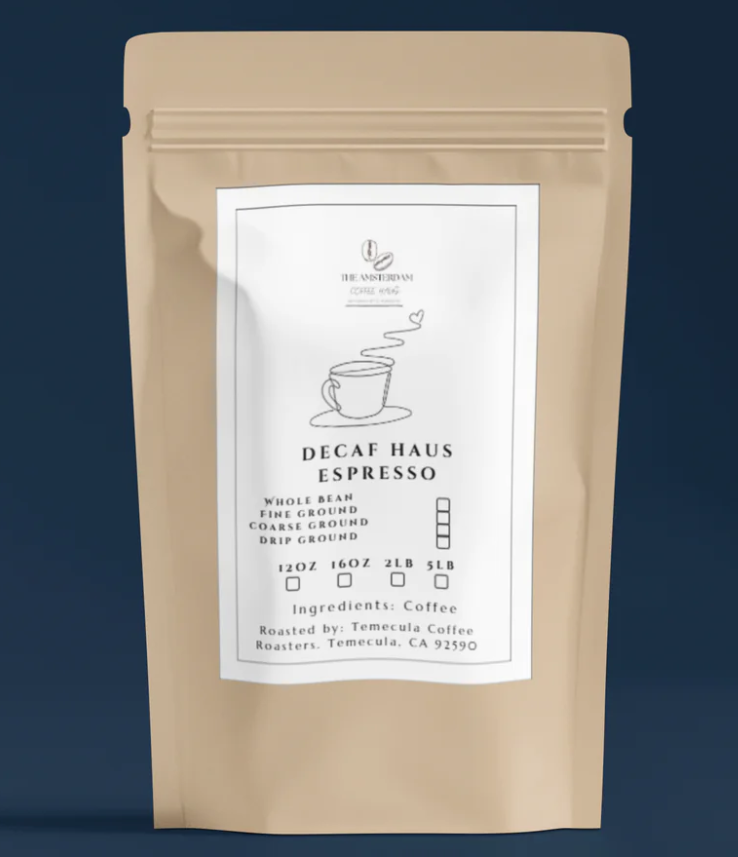 THE AMSTERDAM
COFFEE HAUS
DECAF HAUS
ESPRESSO
WHOLE BEAN
FINE GROUND
COARSE GROUND
DRIP GROUND
12OZ 16OZ 2LB 5LB
Ingredients: Coffee
Roasted by: Temecula Coffee
Roasters, Temecula, CA 92590